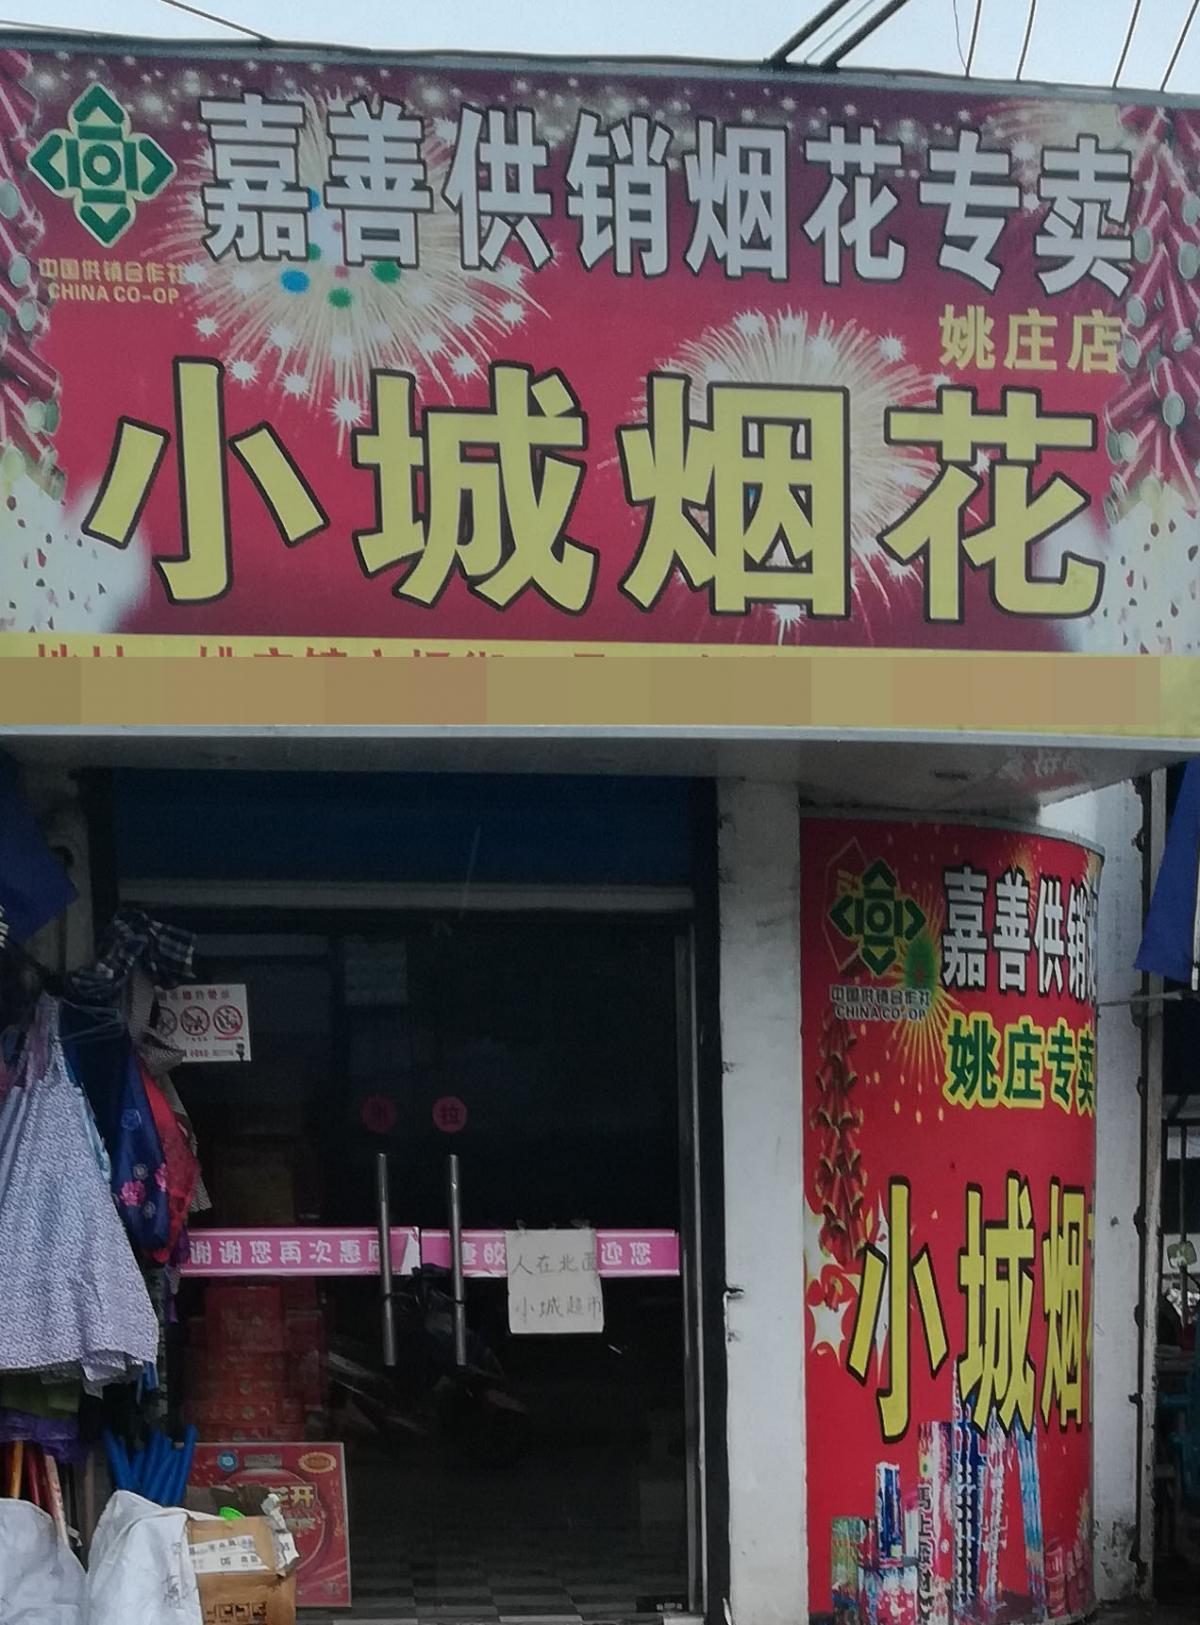 嘉善供销烟花专卖
中国供销合作社
CHINA CO-OP
姚庄店
小城烟花
嘉善供销
中国供销合作社
CHINA CO-OP
姚庄专卖
小城烟
拉
谢谢您再次惠
迎您
人在北面
小城超市